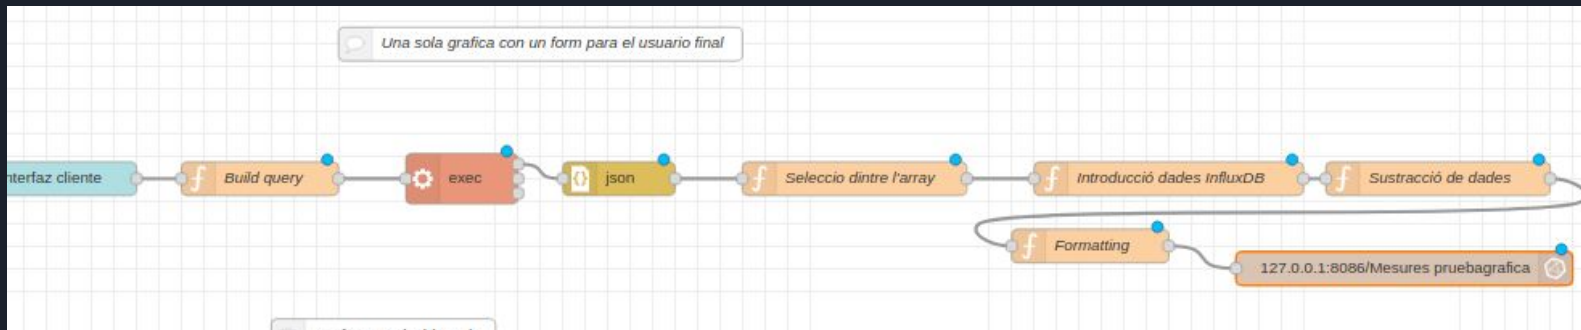 Una sola grafica con un form para el usuario final
nterfaz cliente
Build query
exec
json
Seleccio dintre l'array
Introducció dades InfluxDB
Sustracció de dades
Formatting
127.0.0.1:8086/Mesures pruebagrafica